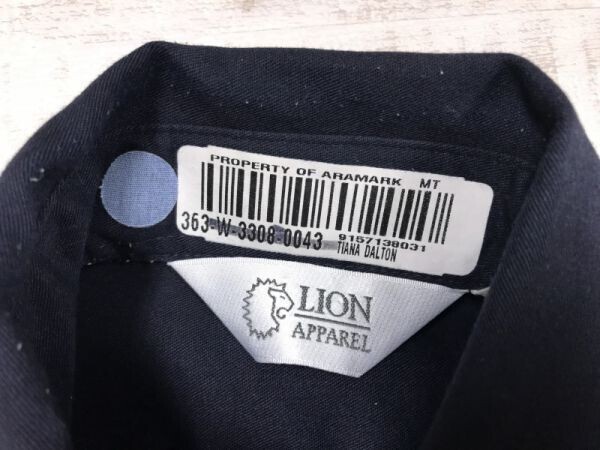 PROPERTY OF ARAMARK MT
363-W-3308-0043 9157138031
TIANA DALTON
LION
APPAREL